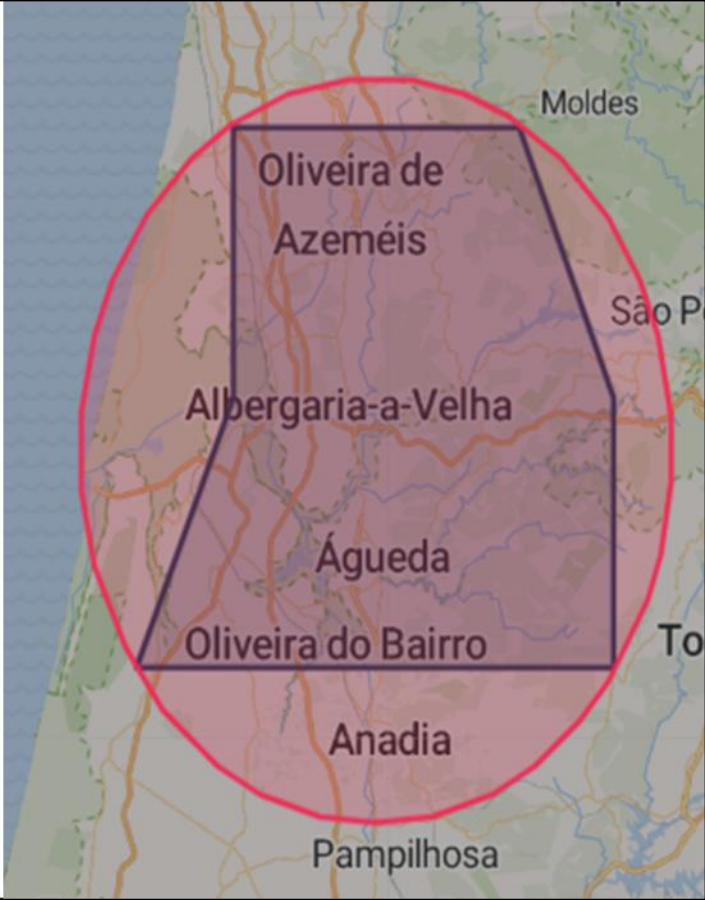 Moldes
Oliveira de
Azeméis
São P
Albergaria-a-Velha
Águeda
Oliveira do Bairro
To
Anadia
Pampilhosa